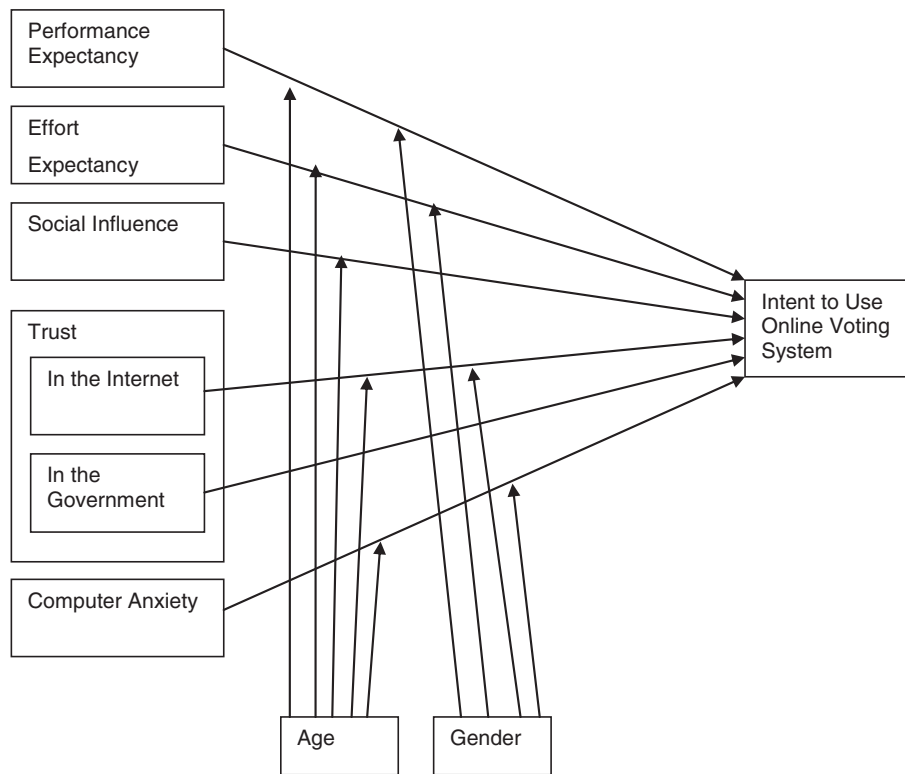 Performance
Expectancy
Effort
Expectancy
Social Influence
Trust
In the Internet
In the
Government
Computer Anxiety
Intent to Use
Online Voting
System
Age
Gender